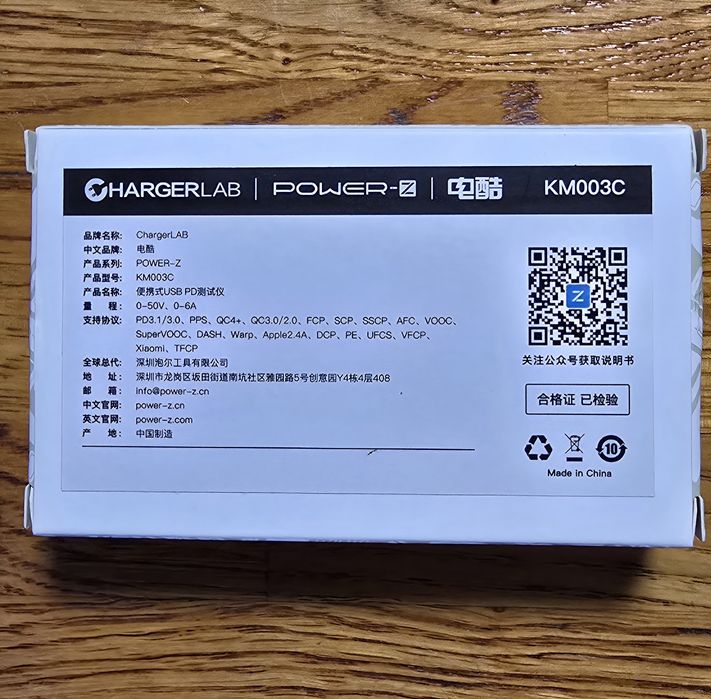 CHARGERLAB | POWER-Z | 电酷 KM003C
品牌名称: ChargerLAB
中文品牌: 电酷
产品系列: POWER-Z
产品型号: KM003C
产品名称: 便携式USB PD测试仪
量 程: 0-50V、0-6A
支持协议: PD3.1/3.0、PPS、QC4+、QC3.0/2.0、FCP、SCP、SSCP、AFC、VOOC、
SuperVOOC、DASH、Warp、Apple2.4A、DCP、PE、UFCS、VFCP、
Xiaomi、TFCP
全球总代: 深圳泡尔工具有限公司
地 址: 深圳市龙岗区坂田街道南坑社区雅园路5号创意园Y4栋4层408
邮 箱: info@power-z.cn
中文官网: power-z.cn
英文官网: power-z.com
产 地: 中国制造
Z
关注公众号获取说明书
合格证 已检验
10
Made in China